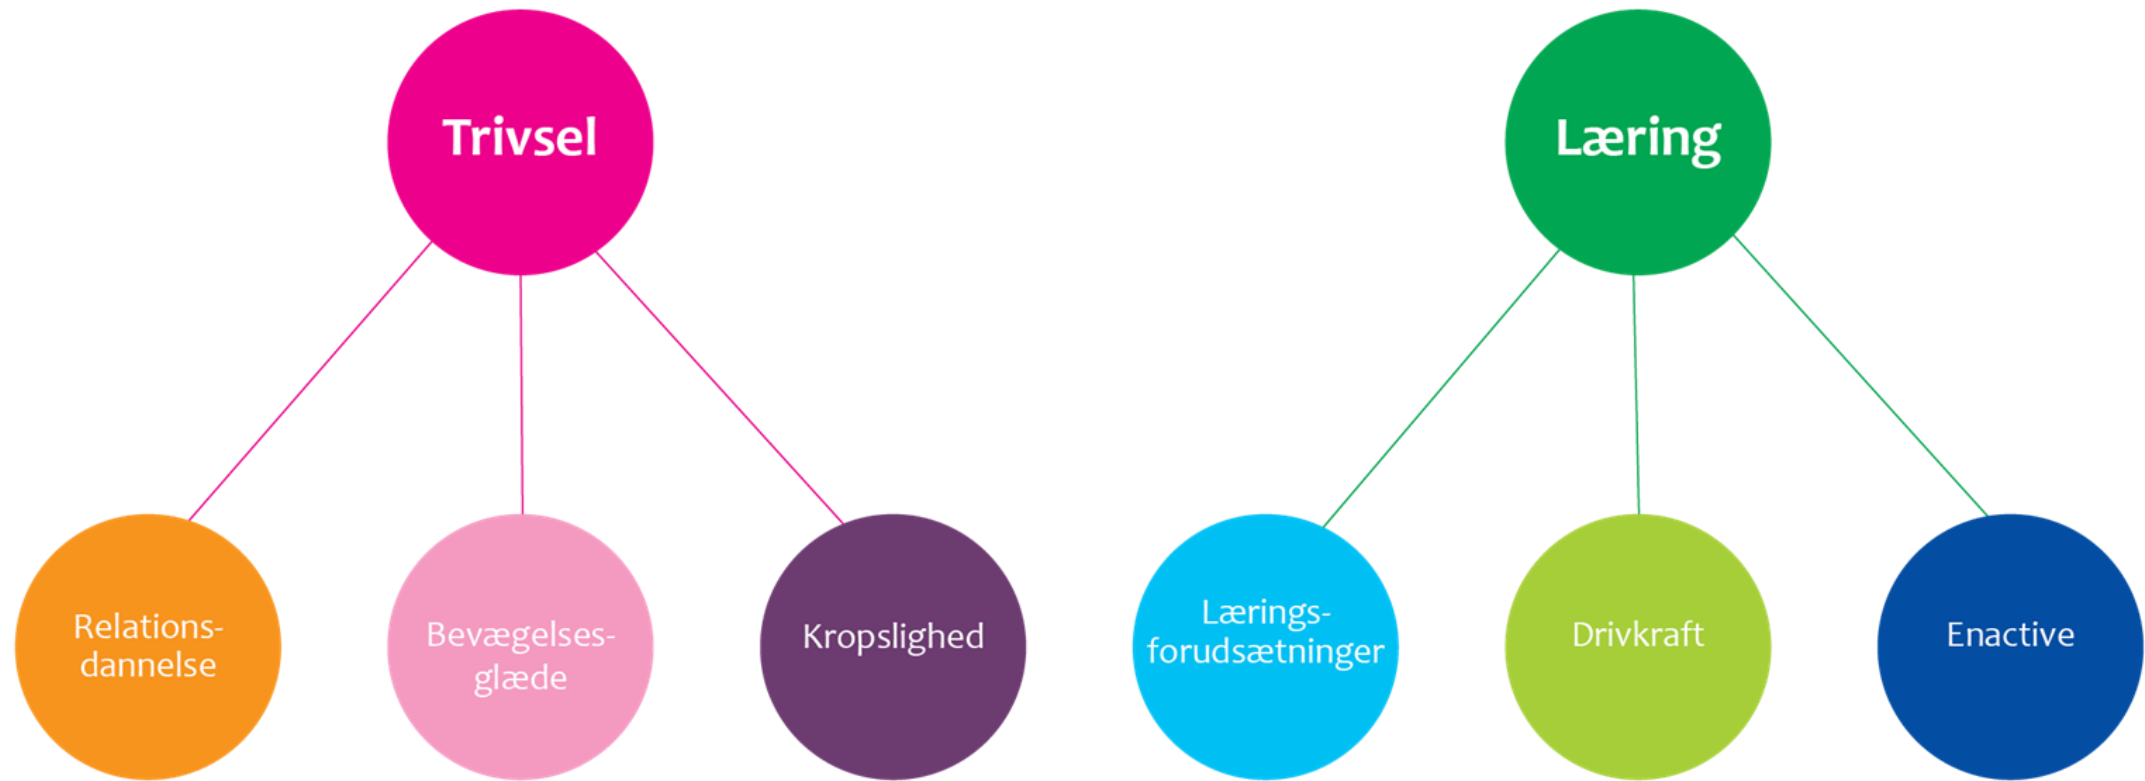 Trivsel
Læring
Relations-
dannelse
Bevægelses-
glæde
Kropslighed
Lærings-
forudsætninger
Drivkraft
Enactive